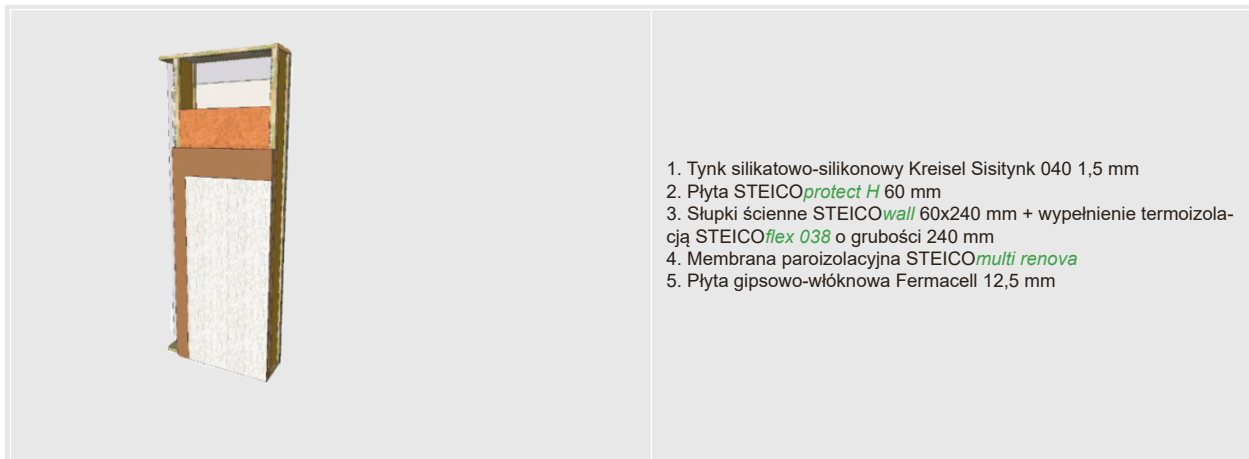 1. Tynk silikatowo-silikonowy Kreisel Sisitynk 040 1,5 mm
2. Płyta STEICOprotect H 60 mm
3. Słupki ścienne STEICOwall 60x240 mm + wypełnienie termoizola-
cją STEICOflex 038 o grubości 240 mm
4. Membrana paroizolacyjna STEICOmulti renova
5. Płyta gipsowo-włóknowa Fermacell 12,5 mm